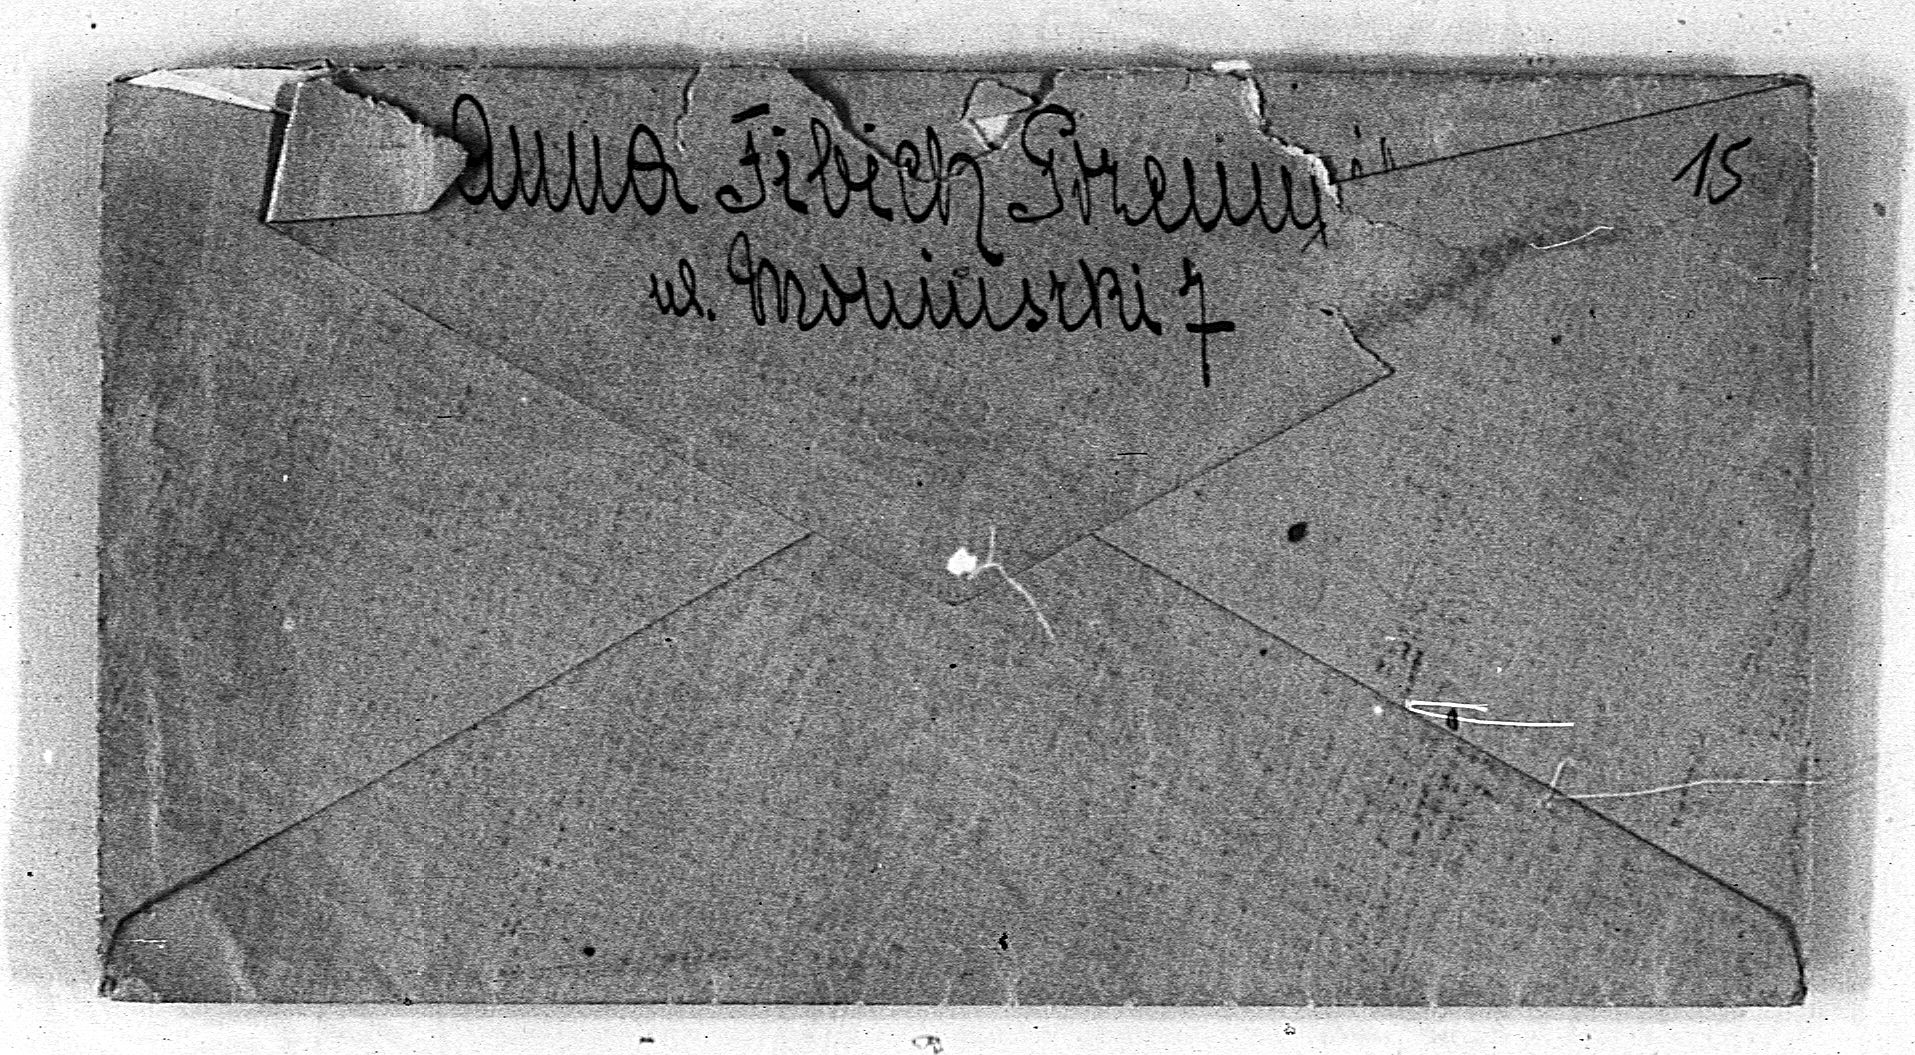 Anna Fibich
ul. Moniuszki 7
15